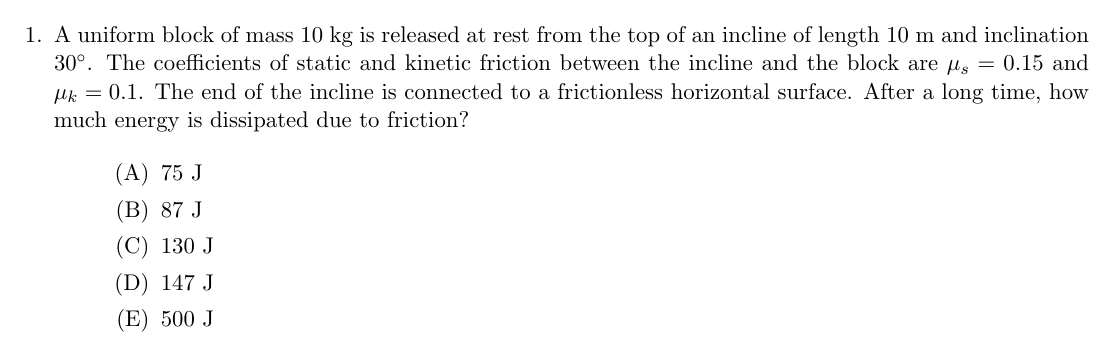 1. A uniform block of mass 10 kg is released at rest from the top of an incline of length 10 m and inclination
30°. The coefficients of static and kinetic friction between the incline and the block are μs = 0.15 and
μk = 0.1. The end of the incline is connected to a frictionless horizontal surface. After a long time, how
much energy is dissipated due to friction?
(A) 75 J
(B) 87 J
(C) 130 J
(D) 147 J
(E) 500 J